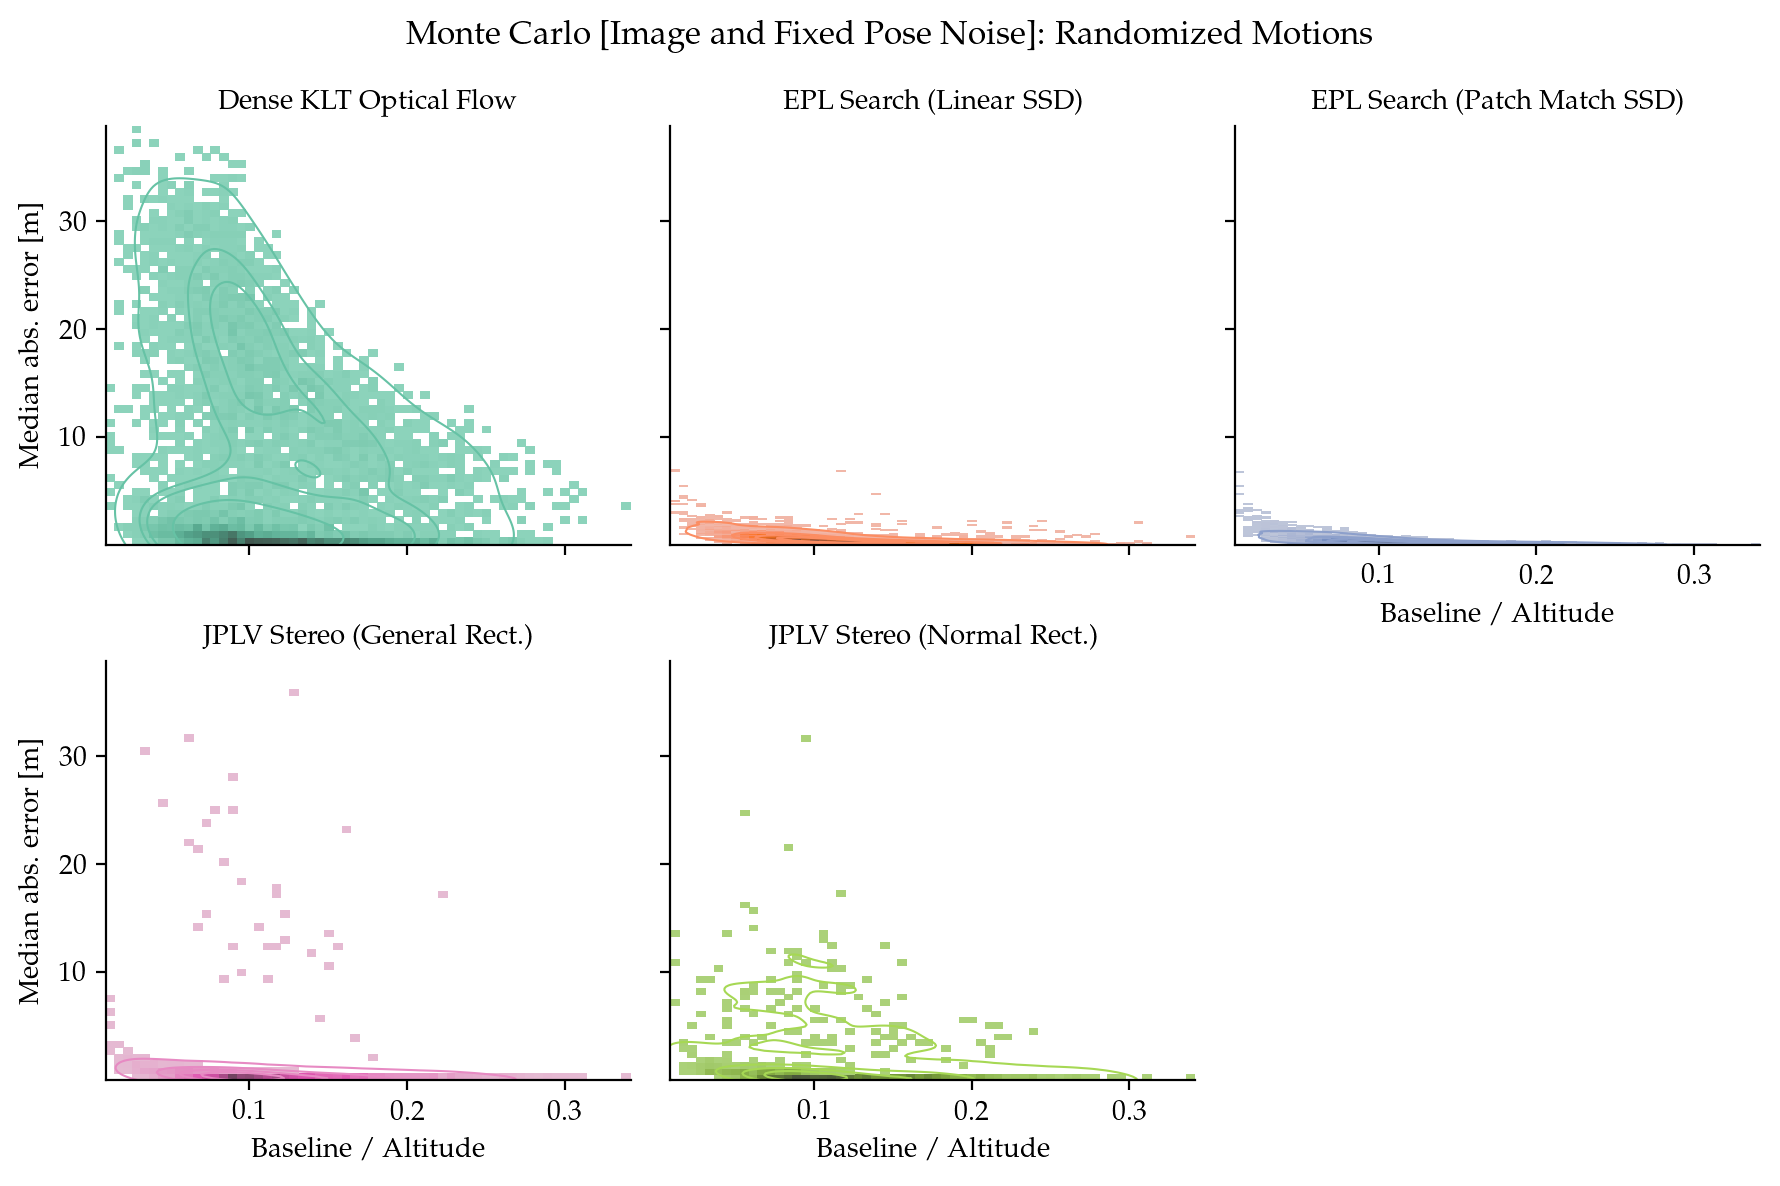 Monte Carlo [Image and Fixed Pose Noise]: Randomized Motions
Dense KLT Optical Flow
EPL Search (Linear SSD)
EPL Search (Patch Match SSD)
Median abs. error [m]
30
20
10
0.1
0.2
0.3
Baseline / Altitude
JPLV Stereo (General Rect.)
JPLV Stereo (Normal Rect.)
Median abs. error [m]
30
20
10
0.1
0.2
0.3
0.1
0.2
0.3
Baseline / Altitude
Baseline / Altitude